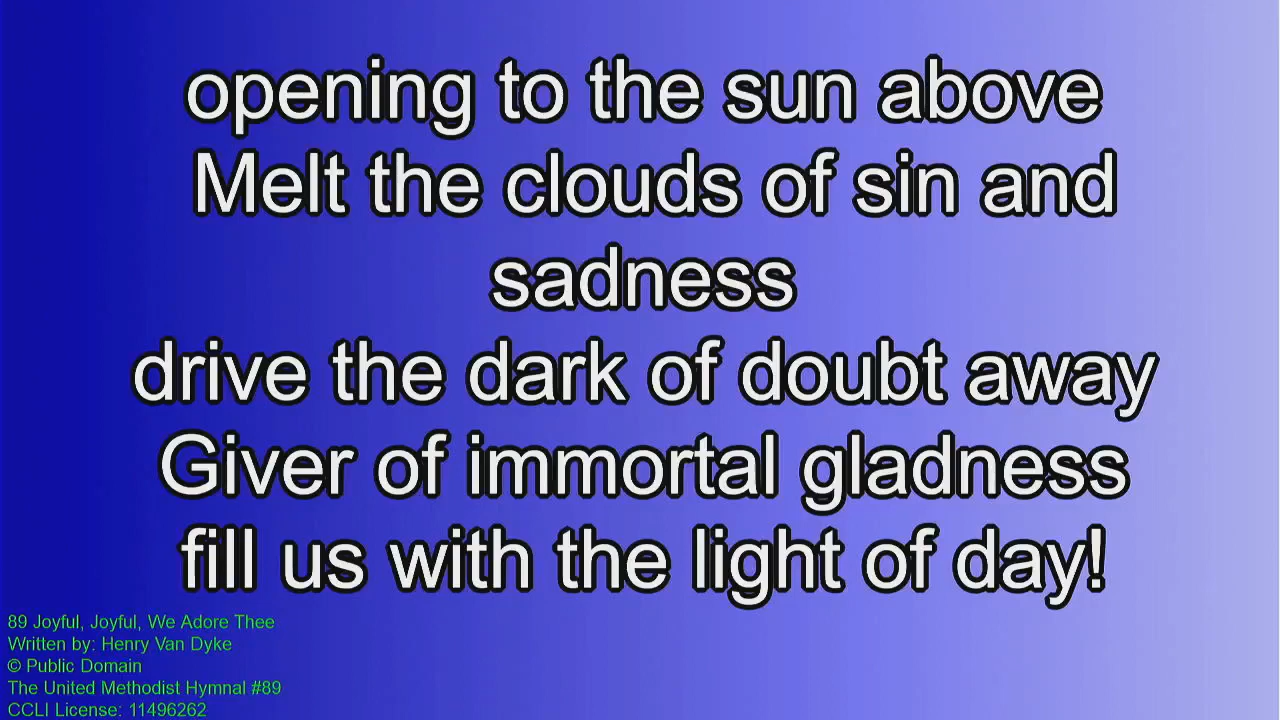 opening to the sun above
Melt the clouds of sin and
sadness
drive the dark of doubt away
Giver of immortal gladness
fill us with the light of day!
89 Joyful, Joyful, We Adore Thee
Written by: Henry Van Dyke
© Public Domain
The United Methodist Hymnal #89
CCLI License: 11496262